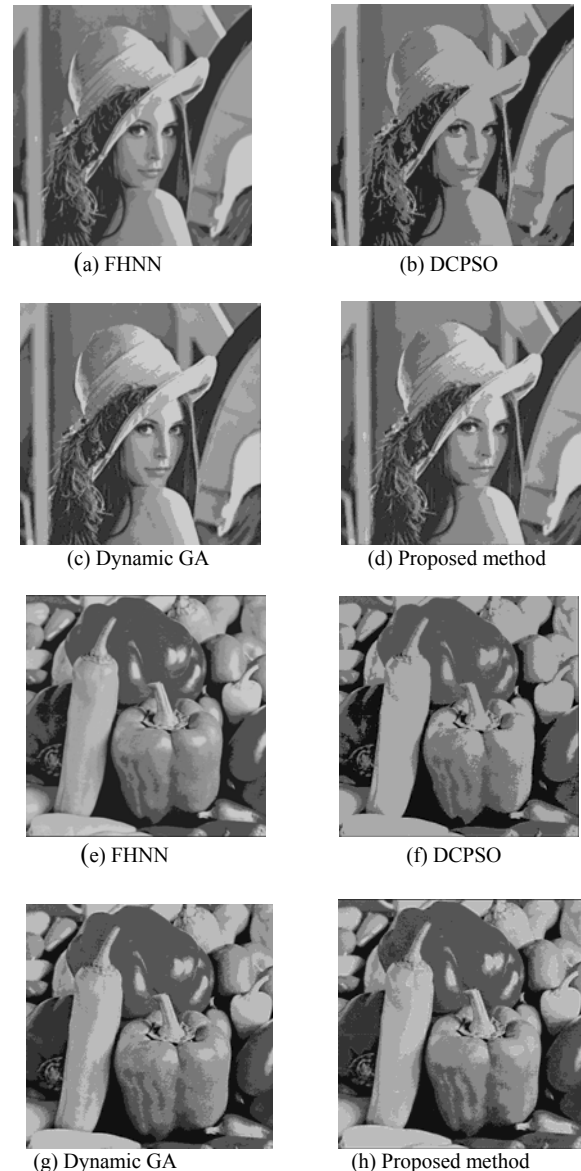 (a) FHNN
(b) DCPSO
(c) Dynamic GA
(d) Proposed method
(e) FHNN
(f) DCPSO
(g) Dynamic GA
(h) Proposed method